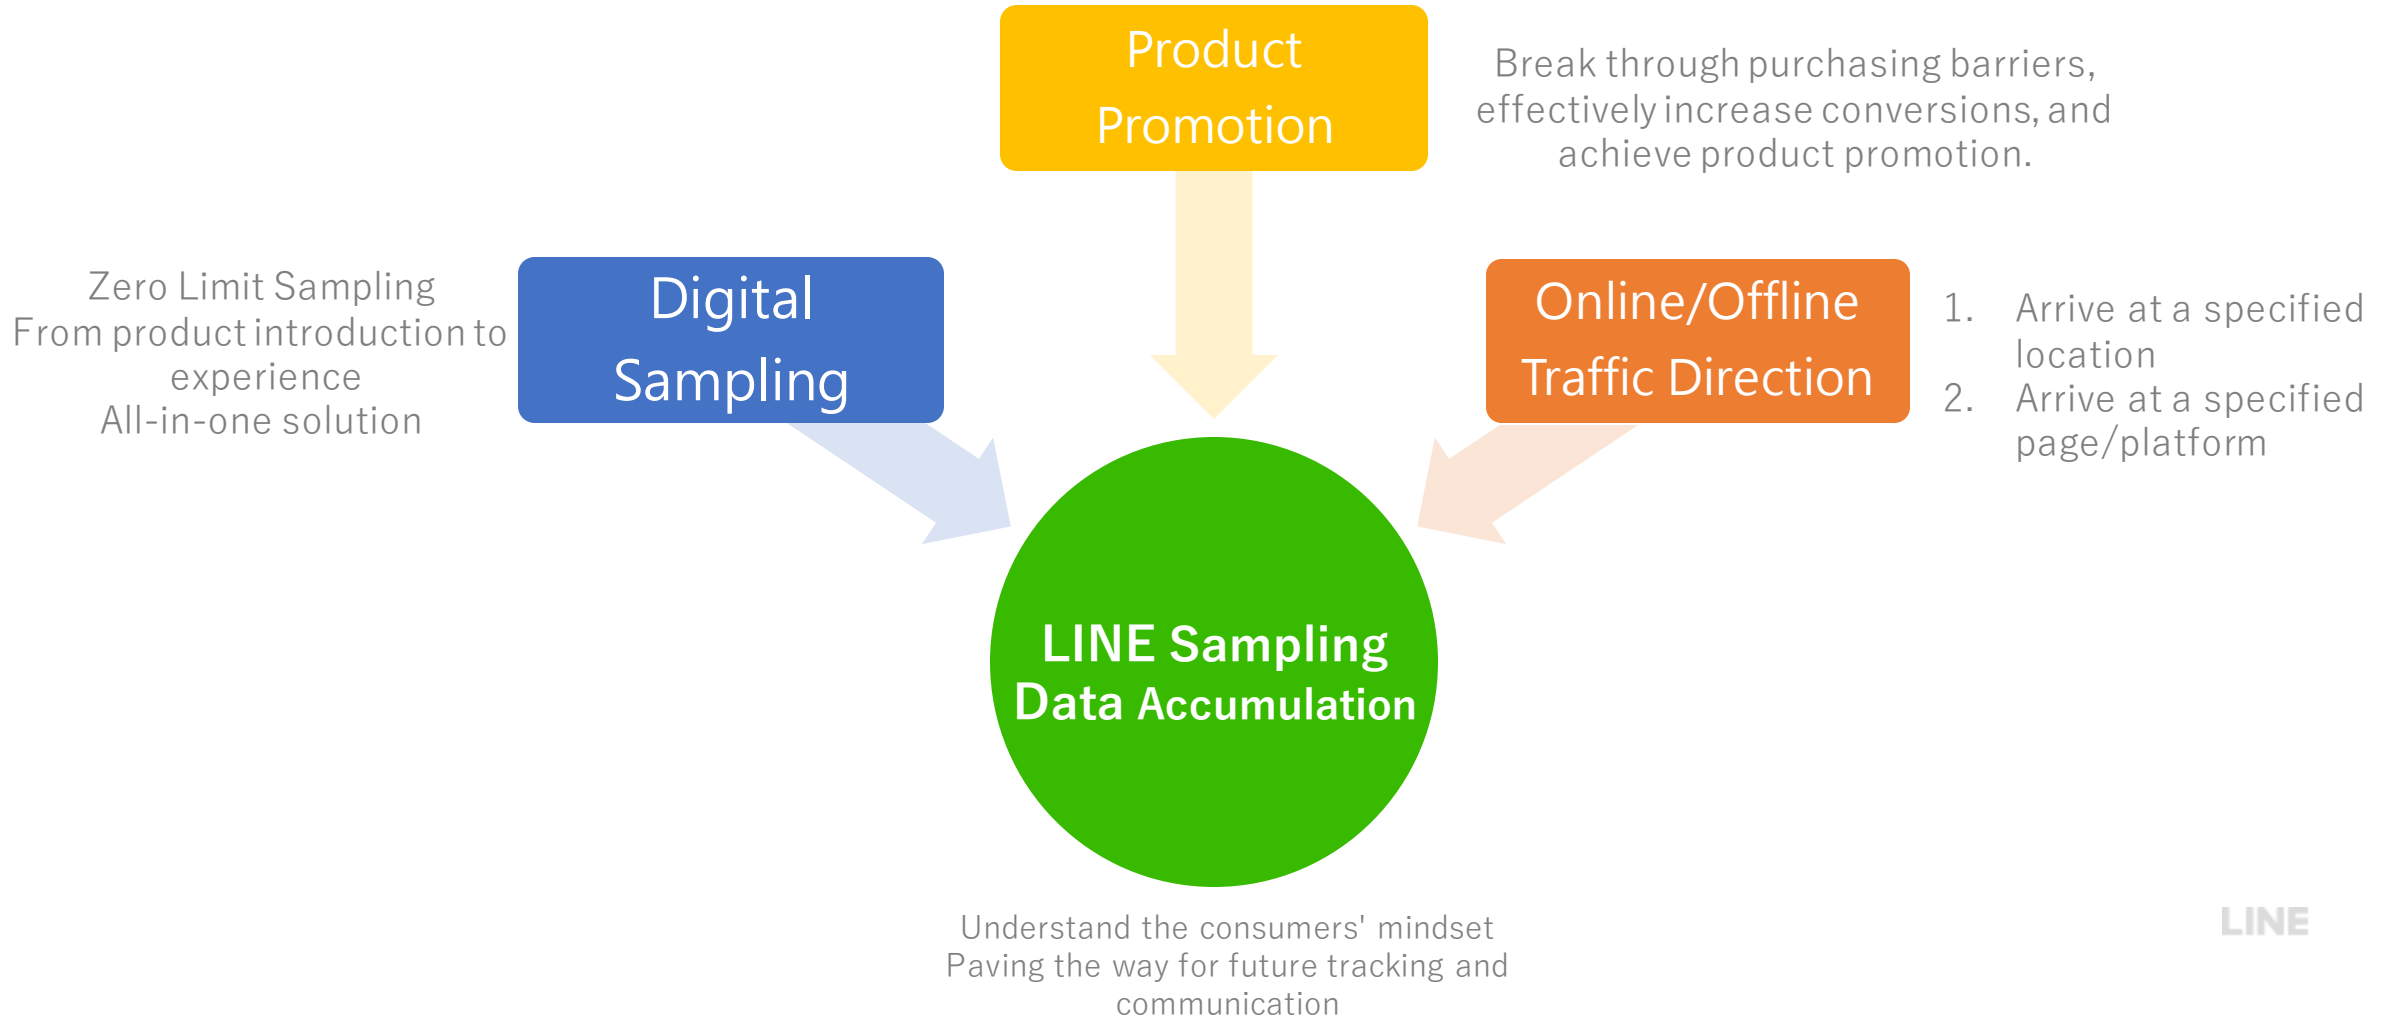 Product
Promotion
Break through purchasing barriers,
effectively increase conversions, and
achieve product promotion.
Zero Limit Sampling
From product introduction to
experience
All-in-one solution
Digital
Sampling
Online/Offline
Traffic Direction
1. Arrive at a specified
location
2. Arrive at a specified
page/platform
LINE Sampling
Data Accumulation
Understand the consumers' mindset
Paving the way for future tracking and
communication
LINE